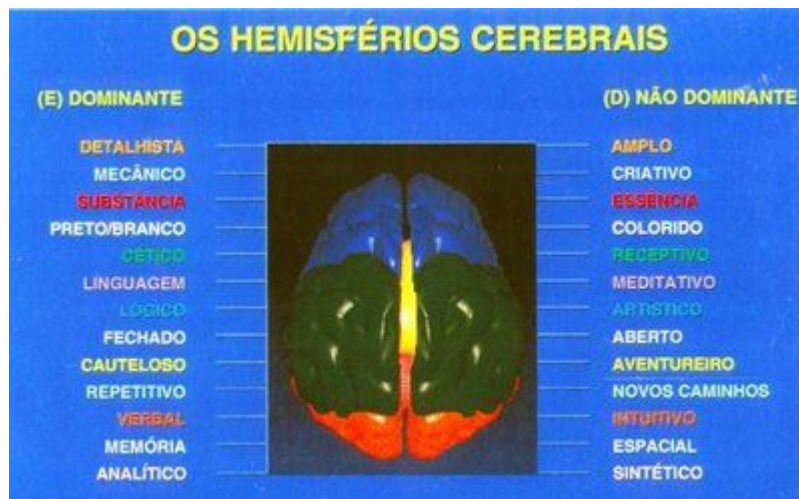 OS HEMISFÉRIOS CEREBRAIS
(E) DOMINANTE
DETALHISTA
MECÂNICO
SUBSTÂNCIA
PRETO/BRANCO
CÉTICO
LINGUAGEM
LÓGICO
FECHADO
CAUTELOSO
REPETITIVO
VERBAL
MEMÓRIA
ANALÍTICO
(D) NÃO DOMINANTE
AMPLO
CRIATIVO
ESSÊNCIA
COLORIDO
RECEPTIVO
MEDITATIVO
ARTISTICO
ABERTO
AVENTUREIRO
NOVOS CAMINHOS
INTUITIVO
ESPACIAL
SINTÉTICO